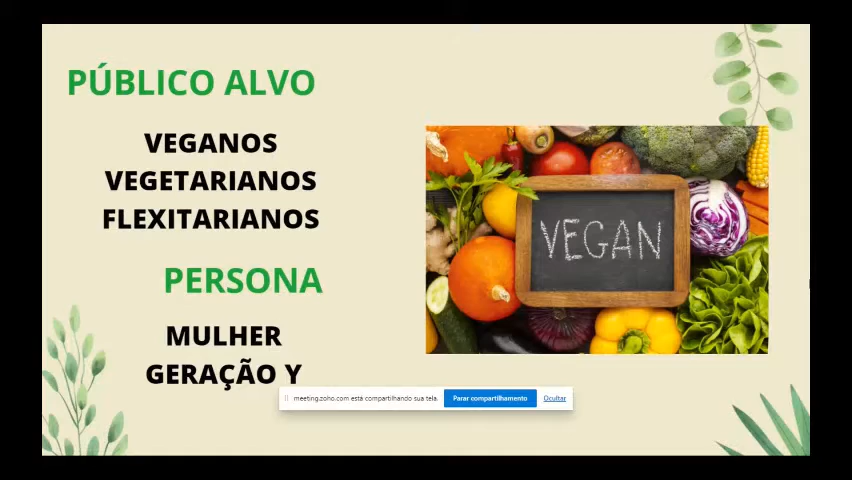 PÚBLICO ALVO
VEGANOS
VEGETARIANOS
FLEXITARIANOS
PERSONA
MULHER
GERAÇÃO Y
VEGAN
meeting.zoho.com está compartilhando sua tela.
Parar compartilhamento
Ocultar